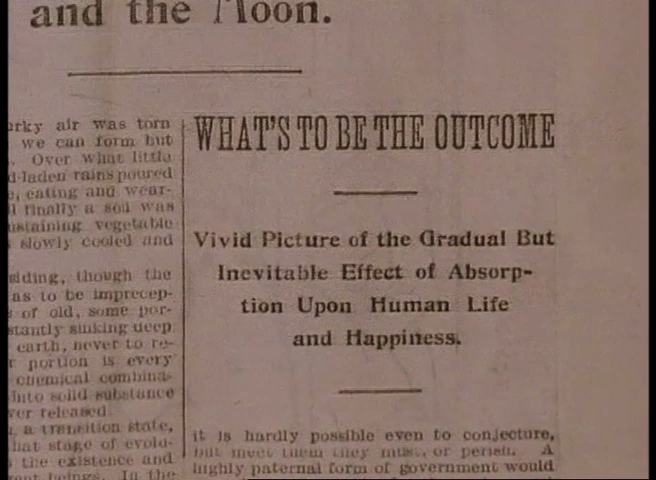 and the Moon.
urky air was torn
we can form but
. Over what little
d-laden rains poured
e, eating and wear-
l finally a soil was
ustaining vegetable
slowly cooled and
siding, though the
as to be impercep-
s of old, some por-
stantly sinking deep
earth, never to re-
r portion is every
chemical combina-
into solid substance
ver released.
, a transition state,
hat stage of evolu-
the existence and
ent beings. In the
WHAT'S TO BE THE OUTCOME
Vivid Picture of the Gradual But
Inevitable Effect of Absorp-
tion Upon Human Life
and Happiness.
it is hardly possible even to conjecture,
but meet them they must, or perish. A
highly paternal form of government would